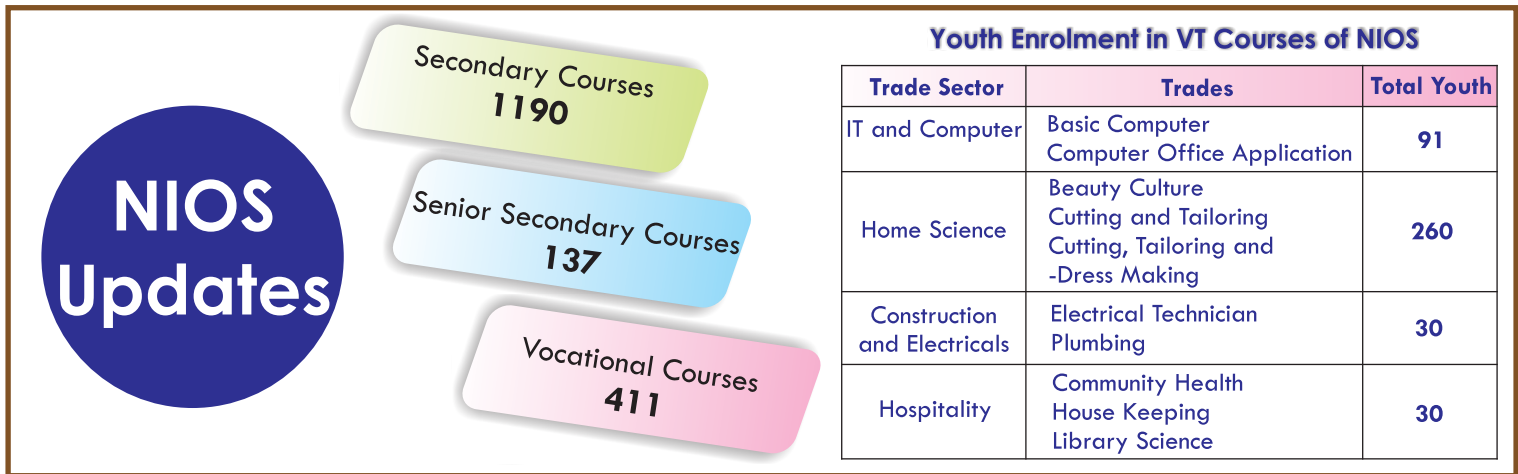 NIOS
Updates
Secondary Courses
1190
Senior Secondary Courses
137
Vocational Courses
411
Youth Enrolment in VT Courses of NIOS
Trade Sector Trades Total Youth
IT and Computer Basic Computer 91
Computer Office Application
Home Science Beauty Culture 260
Cutting and Tailoring
Cutting, Tailoring and
-Dress Making
Construction Electrical Technician 30
and Electricals Plumbing
Hospitality Community Health 30
House Keeping
Library Science